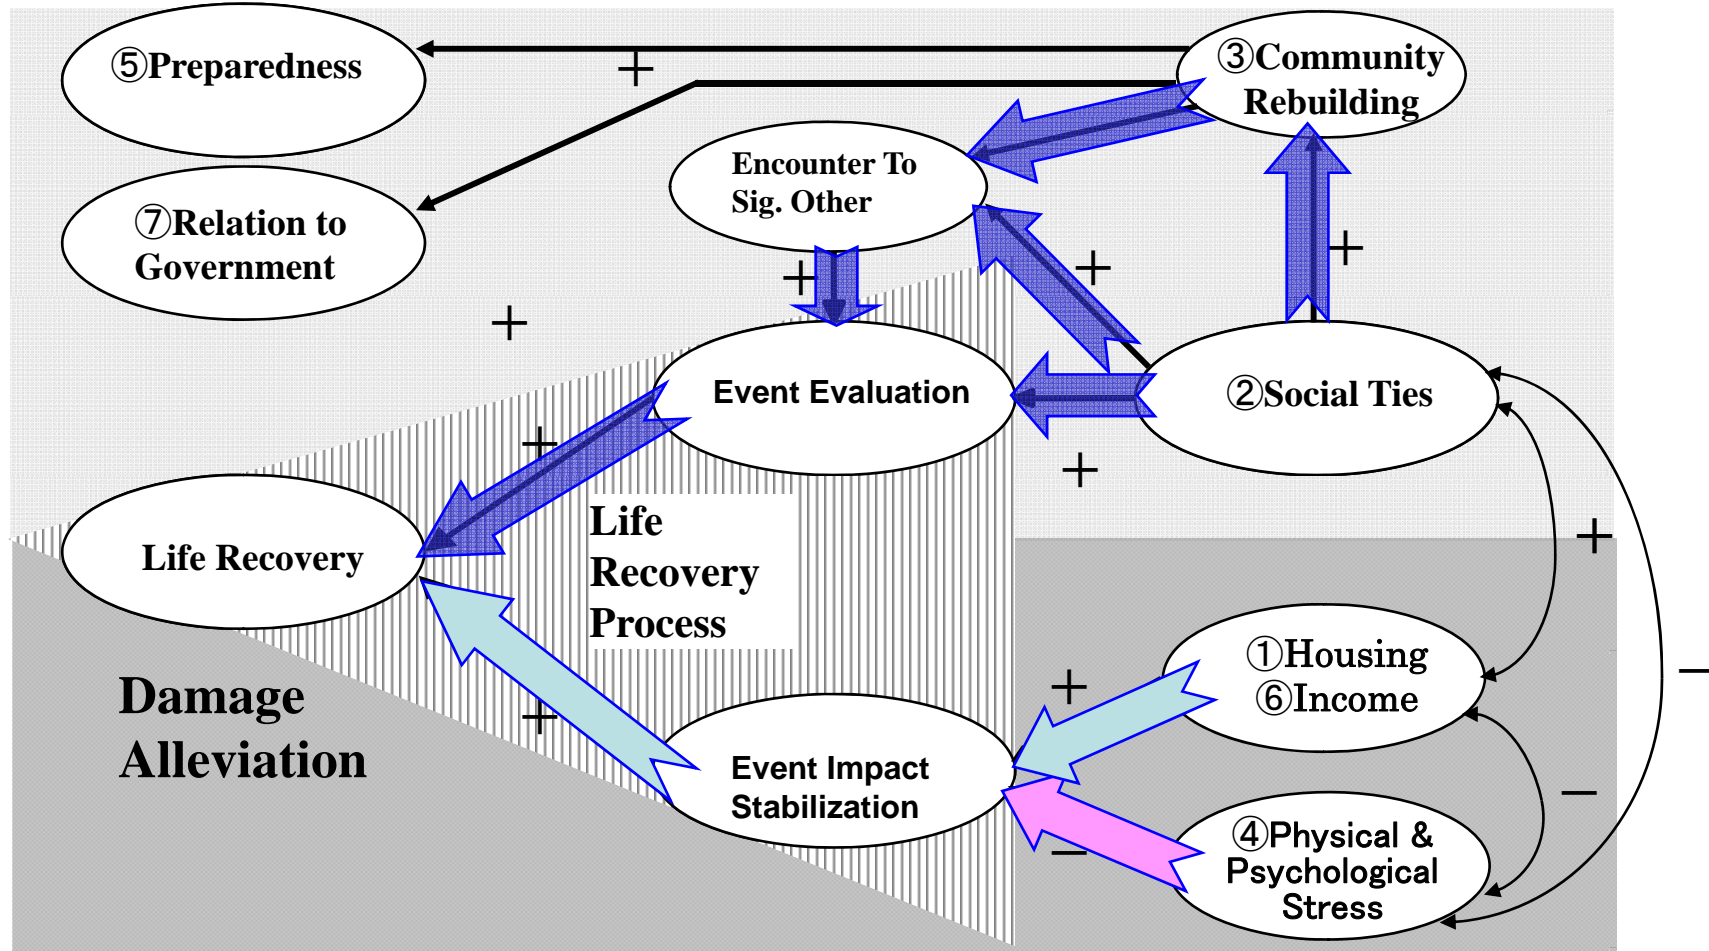 ⑤Preparedness
③Community
Rebuilding
+
Encounter To
Sig. Other
⑦Relation to
Government
+
+
+
+
Event Evaluation
②Social Ties
+
+
Life
Recovery
Process
+
Life Recovery
①Housing
⑥Income
+
−
Damage
Alleviation
+
Event Impact
Stabilization
−
−
④Physical &
Psychological
Stress